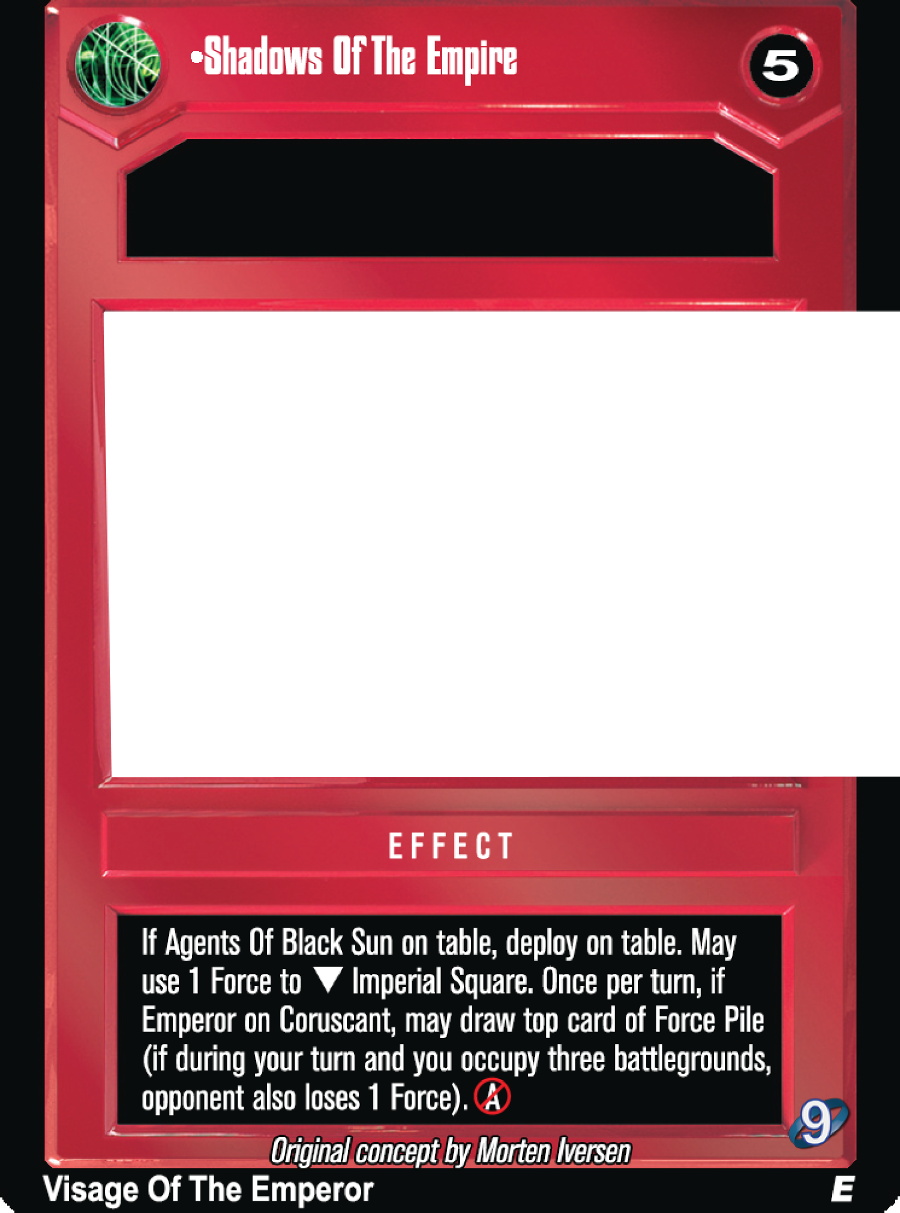 •Shadows Of The Empire
5
EFFECT
If Agents Of Black Sun on table, deploy on table. May
use 1 Force to ▼ Imperial Square. Once per turn, if
Emperor on Coruscant, may draw top card of Force Pile
(if during your turn and you occupy three battlegrounds,
opponent also loses 1 Force). A
9
Original concept by Morten Iversen
Visage Of The Emperor
E